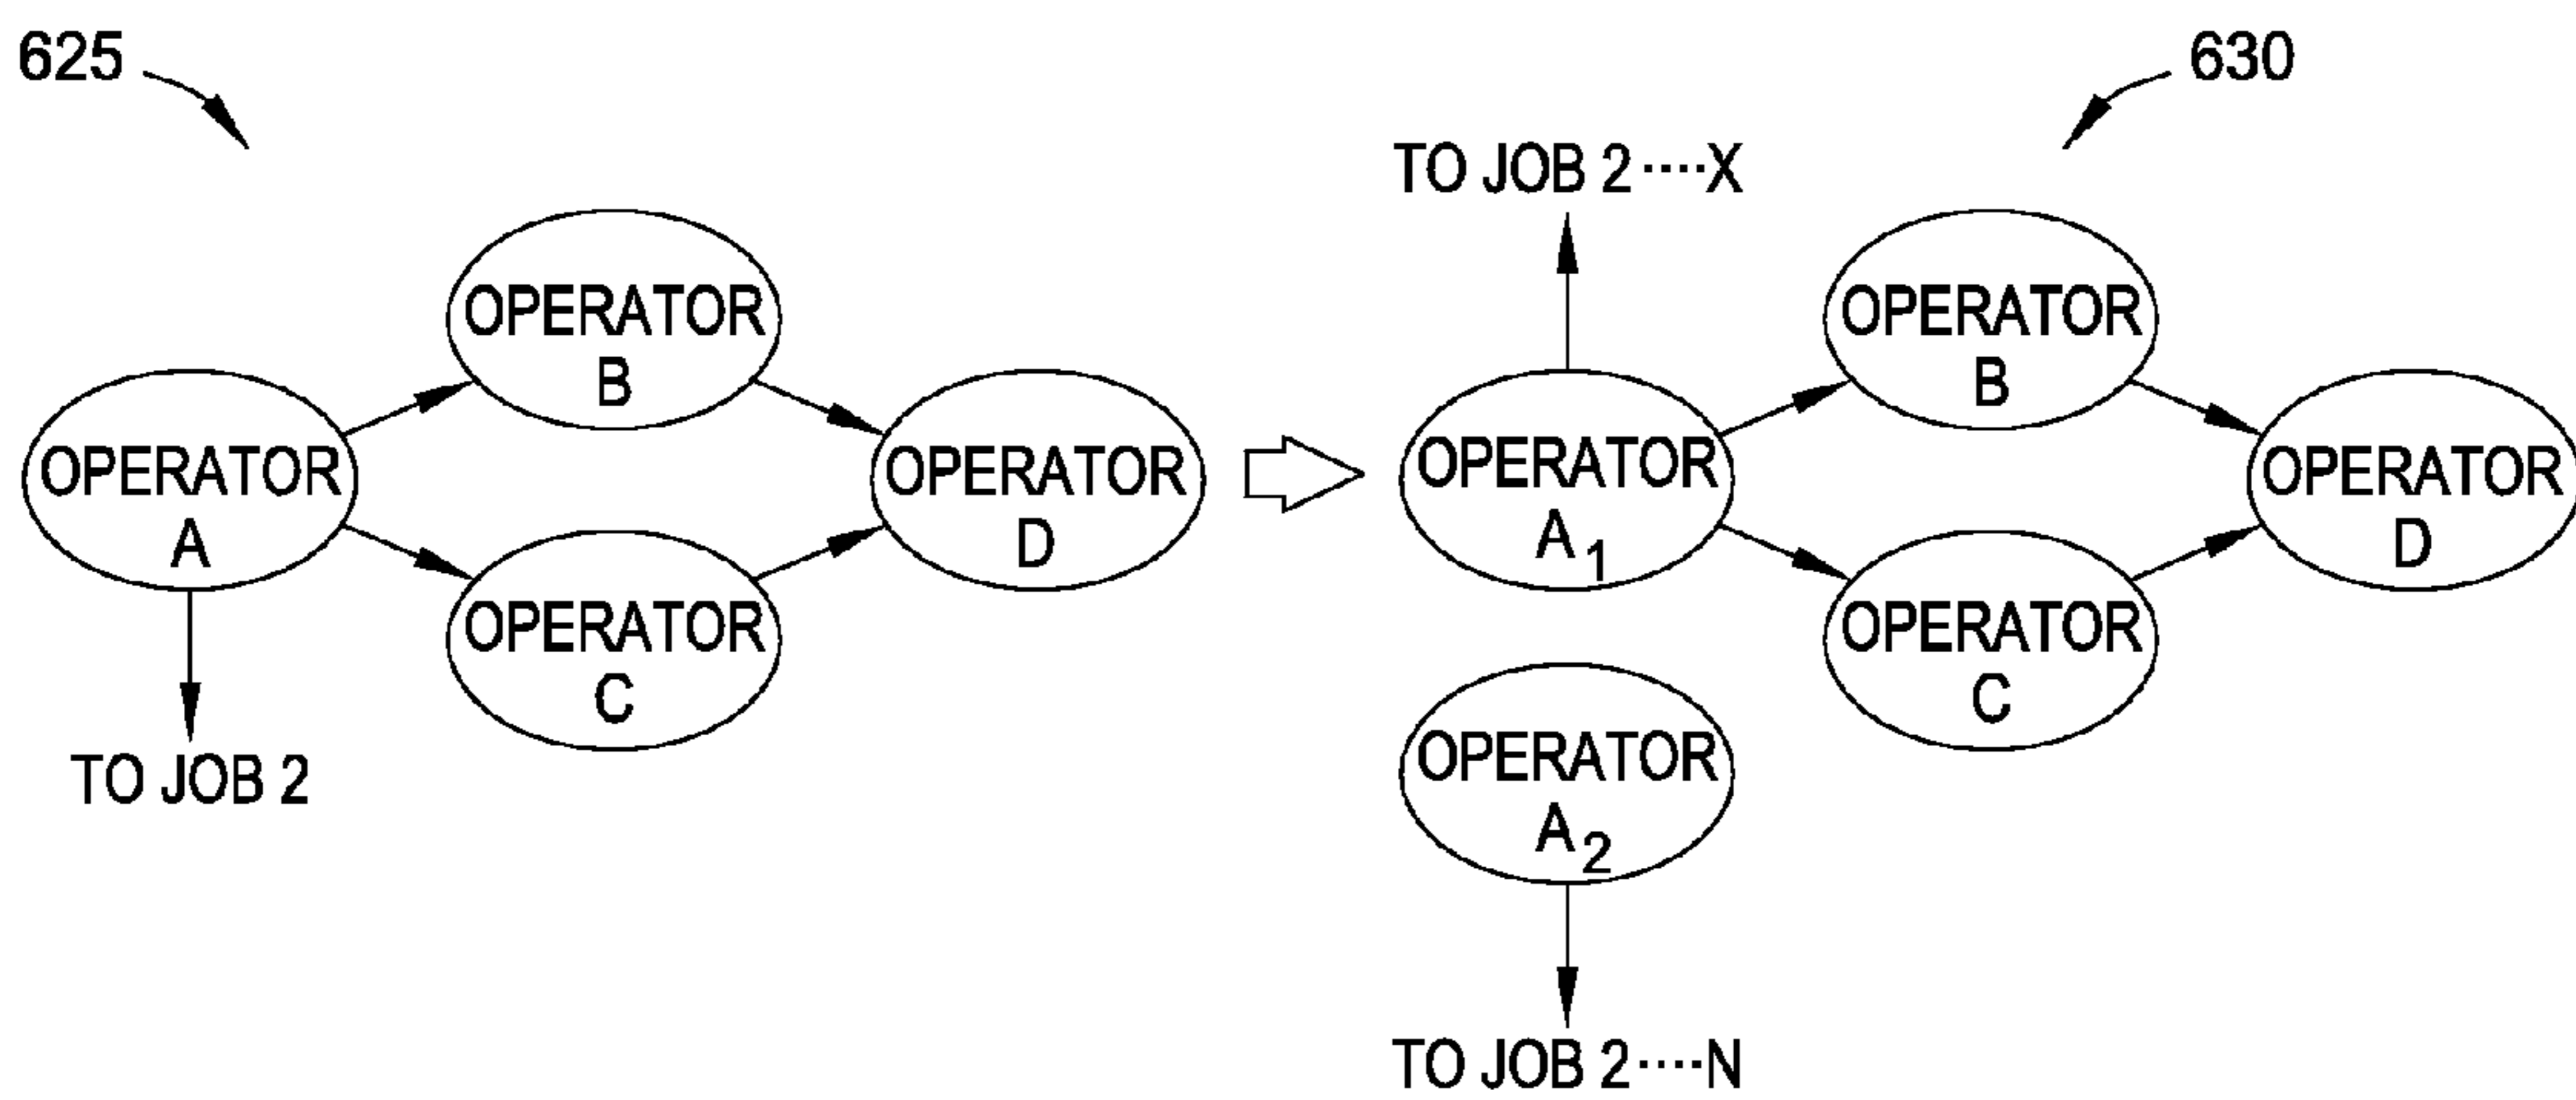 625
630
TO JOB 2····X
OPERATOR
B
OPERATOR
B
OPERATOR
A
OPERATOR
D
OPERATOR
A1
OPERATOR
D
OPERATOR
C
OPERATOR
C
TO JOB 2
OPERATOR
A2
TO JOB 2····N